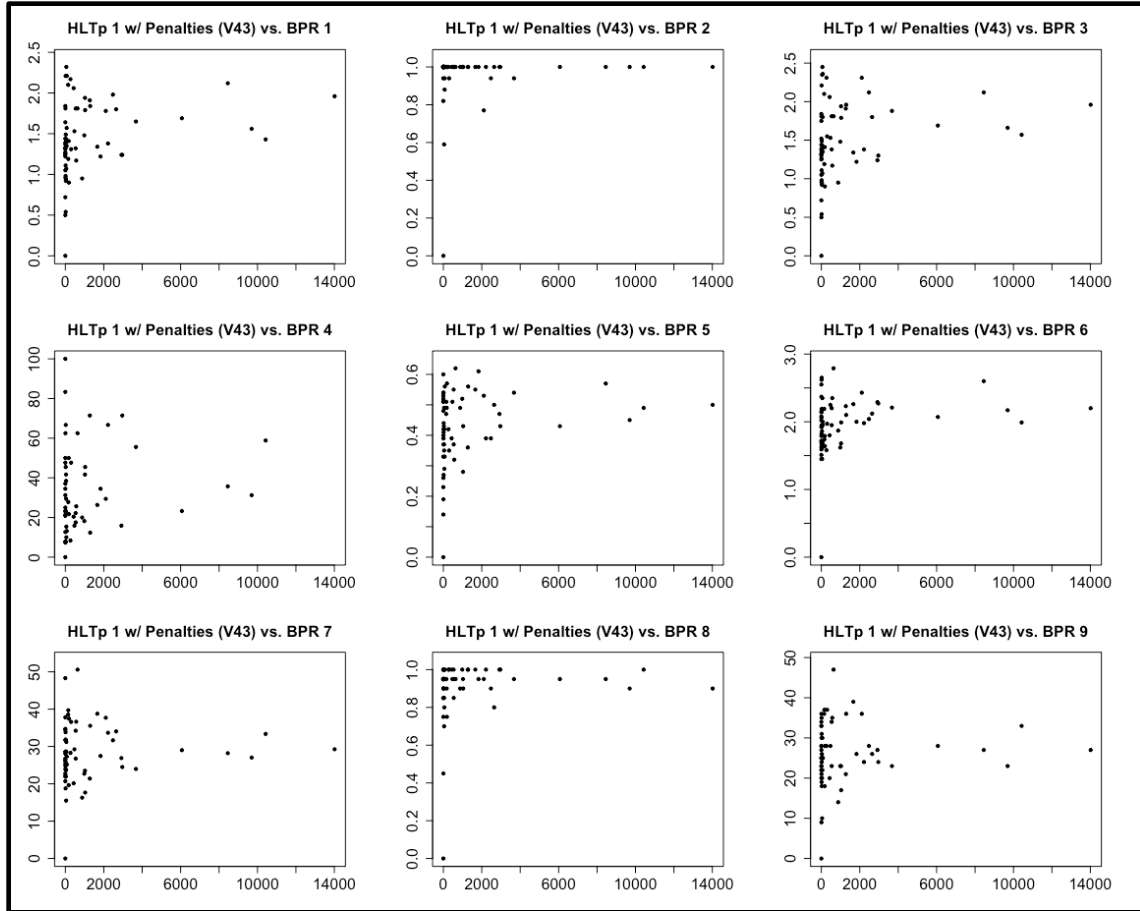 HLTp 1 w/ Penalties (V43) vs. BPR 1
HLTp 1 w/ Penalties (V43) vs. BPR 2
HLTp 1 w/ Penalties (V43) vs. BPR 3
0.0 0.5 1.0 1.5 2.0 2.5
0.0 0.2 0.4 0.6 0.8 1.0
0.0 0.5 1.0 1.5 2.0 2.5
0 2000 6000 10000 14000
0 2000 6000 10000 14000
0 2000 6000 10000 14000
HLTp 1 w/ Penalties (V43) vs. BPR 4
HLTp 1 w/ Penalties (V43) vs. BPR 5
HLTp 1 w/ Penalties (V43) vs. BPR 6
0 20 40 60 80 100
0.0 0.2 0.4 0.6
0.0 1.0 2.0 3.0
0 2000 6000 10000 14000
0 2000 6000 10000 14000
0 2000 6000 10000 14000
HLTp 1 w/ Penalties (V43) vs. BPR 7
HLTp 1 w/ Penalties (V43) vs. BPR 8
HLTp 1 w/ Penalties (V43) vs. BPR 9
0 10 20 30 40 50
0.0 0.2 0.4 0.6 0.8 1.0
0 10 20 30 40 50
0 2000 6000 10000 14000
0 2000 6000 10000 14000
0 2000 6000 10000 14000